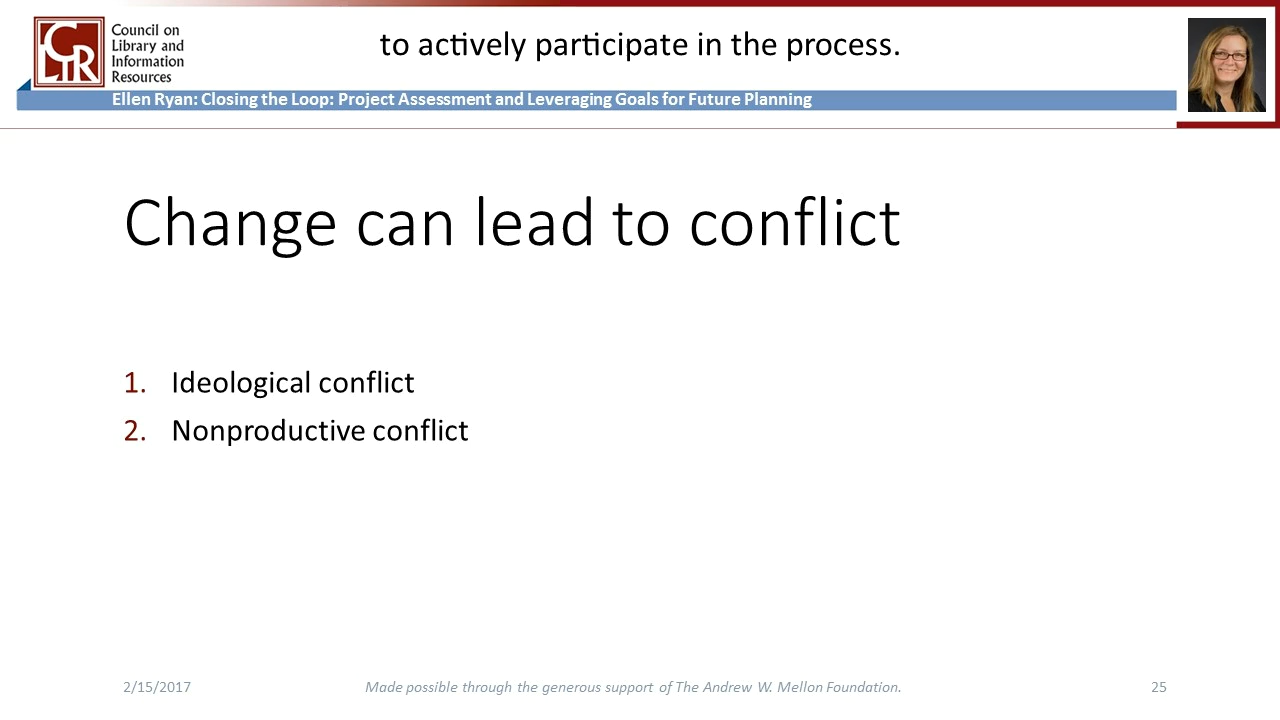 CLIR
Council on
Library and
Information
Resources
to actively participate in the process.
Ellen Ryan: Closing the Loop: Project Assessment and Leveraging Goals for Future Planning
Change can lead to conflict
1. Ideological conflict
2. Nonproductive conflict
2/15/2017
Made possible through the generous support of The Andrew W. Mellon Foundation.
25